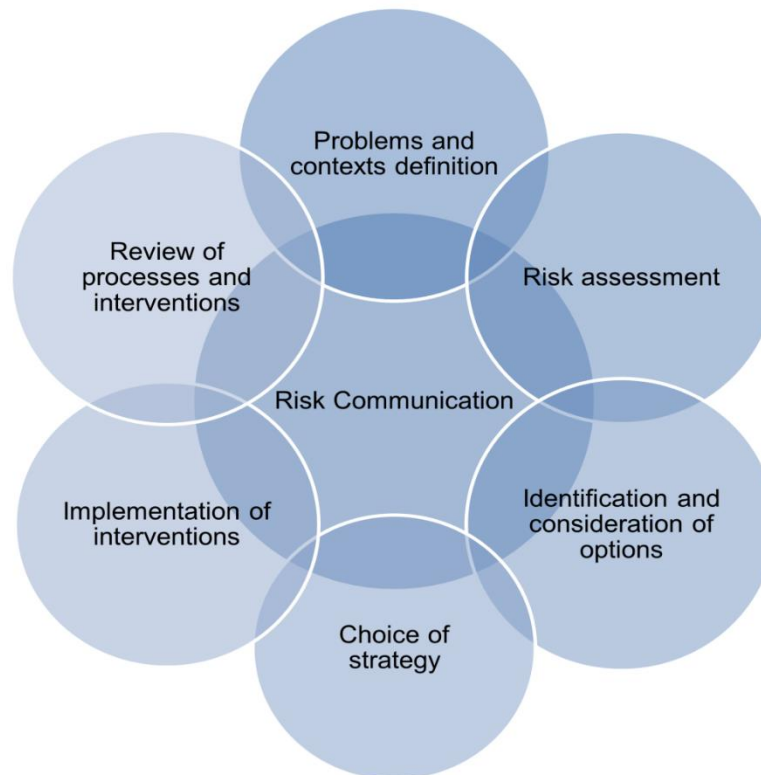 Problems and
contexts definition
Risk assessment
Identification and
consideration of
options
Choice of
strategy
Implementation of
interventions
Review of
processes and
interventions
Risk Communication